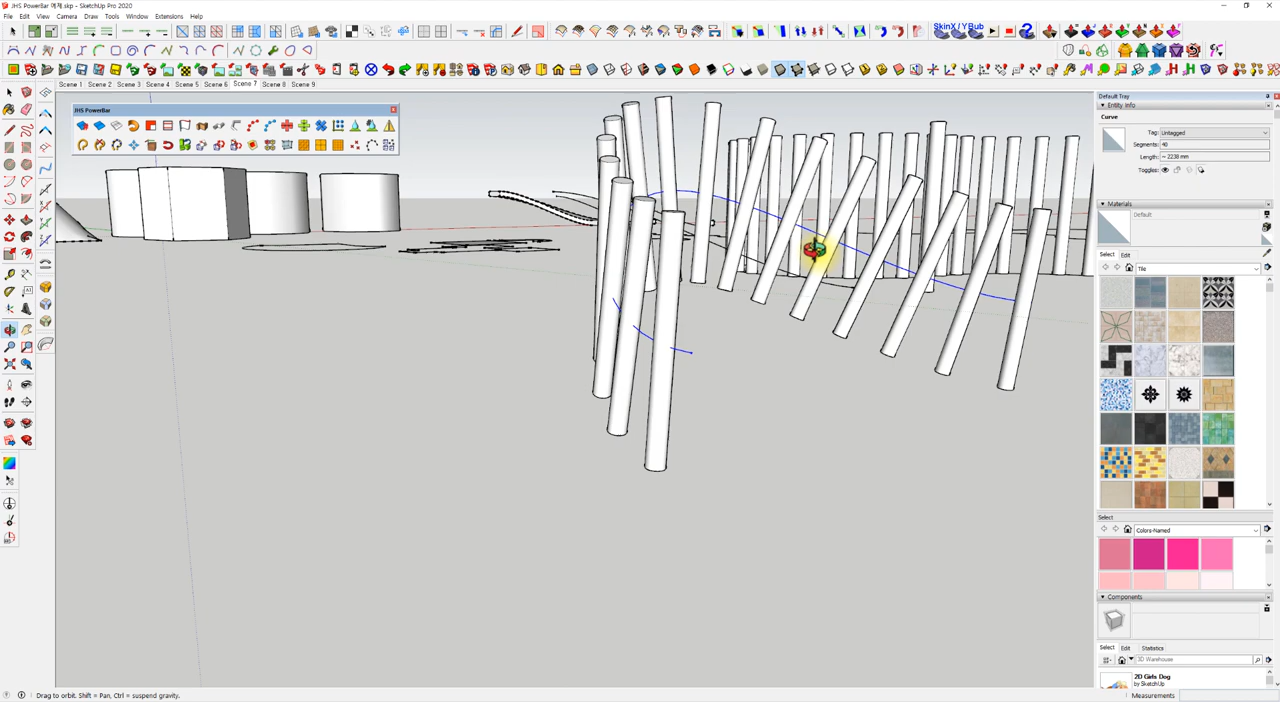 JHS PowerBar 예제.skp - SketchUp Pro 2020
File Edit View Camera Draw Tools Window Extensions Help
SkinX/YBub
Scene 1 Scene 2 Scene 3 Scene 4 Scene 5 Scene 6 Scene 7 Scene 8 Scene 9
Default Tray
JHS PowerBar
Entity Info
Curve
Tag: Untagged
Segments: 40
Length: ~ 2238 mm
Toggles:
Materials
Default
Select Edit
Tile
Select
Colors-Named
Components
Select Edit Statistics
3D Warehouse
2D Girls Dog
by SketchUp
Drag to orbit. Shift = Pan, Ctrl = suspend gravity.
Measurements